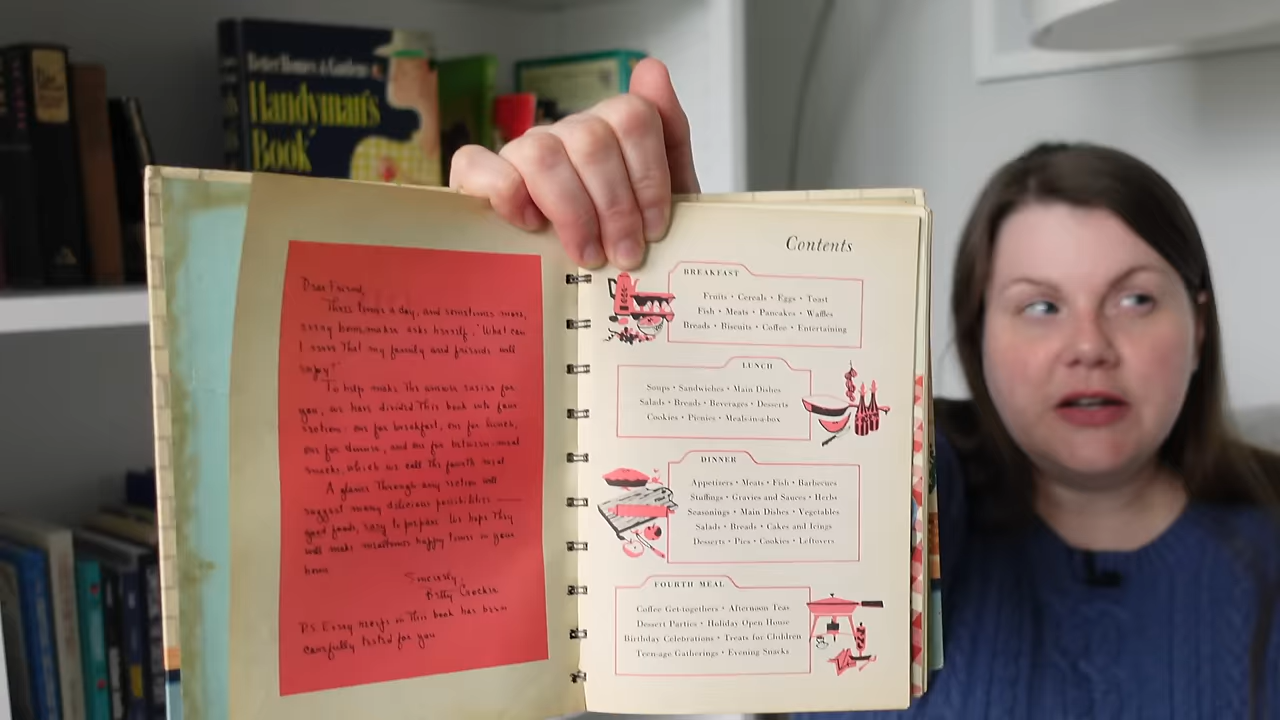 Better Homes & Gardens
Handyman's
Book
Dear Friend,
Three times a day, and sometimes more,
every homemaker asks herself, "What can
I serve that my family and friends will
enjoy?"
To help make the answer easier for
you, we have divided this book into four
sections: one for breakfast, one for lunch,
one for dinner, and one for between-meal
snacks, which we call the fourth meal
A glance through any section will
suggest many delicious possibilities —
good foods, easy to prepare. We hope they
will make mealtimes happy times in your
home.
Sincerely,
Betty Crocker
P.S. Every recipe in this book has been
carefully tested for you
Contents
BREAKFAST
Fruits • Cereals • Eggs • Toast
Fish • Meats • Pancakes • Waffles
Breads • Biscuits • Coffee • Entertaining
LUNCH
Soups • Sandwiches • Main Dishes
Salads • Breads • Beverages • Desserts
Cookies • Picnics • Meals-in-a-box
DINNER
Appetizers • Meats • Fish • Barbecues
Stuffings • Gravies and Sauces • Herbs
Seasonings • Main Dishes • Vegetables
Salads • Breads • Cakes and Icings
Desserts • Pies • Cookies • Leftovers
FOURTH MEAL
Coffee Get-togethers • Afternoon Teas
Dessert Parties • Holiday Open House
Birthday Celebrations • Treats for Children
Teen-age Gatherings • Evening Snacks